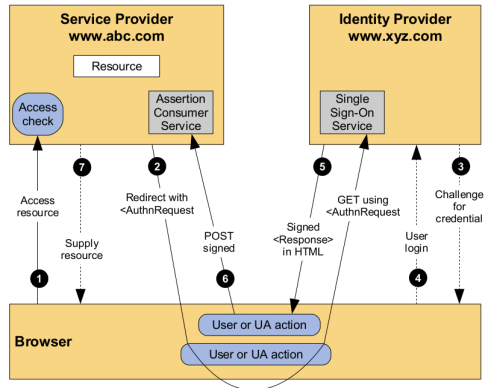 Service Provider
www.abc.com
Identity Provider
www.xyz.com
Resource
Access
check
Assertion
Consumer
Service
Single
Sign-On
Service
7
2
5
3
Access
resource
Redirect with
<AuthnRequest
GET using
<AuthnRequest
Challenge
for
credential
Supply
resource
POST
signed
Signed
<Response>
in HTML
User
login
1
6
4
Browser
User or UA action
User or UA action